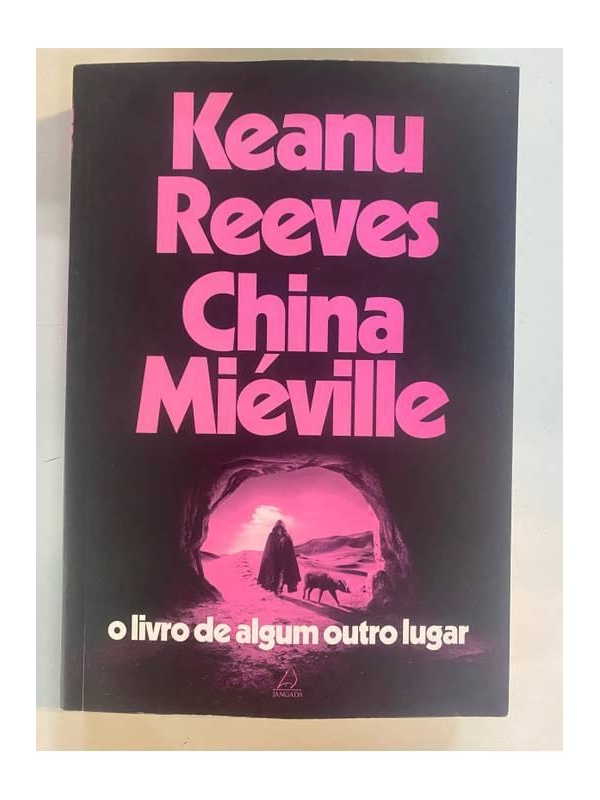 Keanu
Reeves
China
Miéville
o livro de algum outro lugar
JANGADA